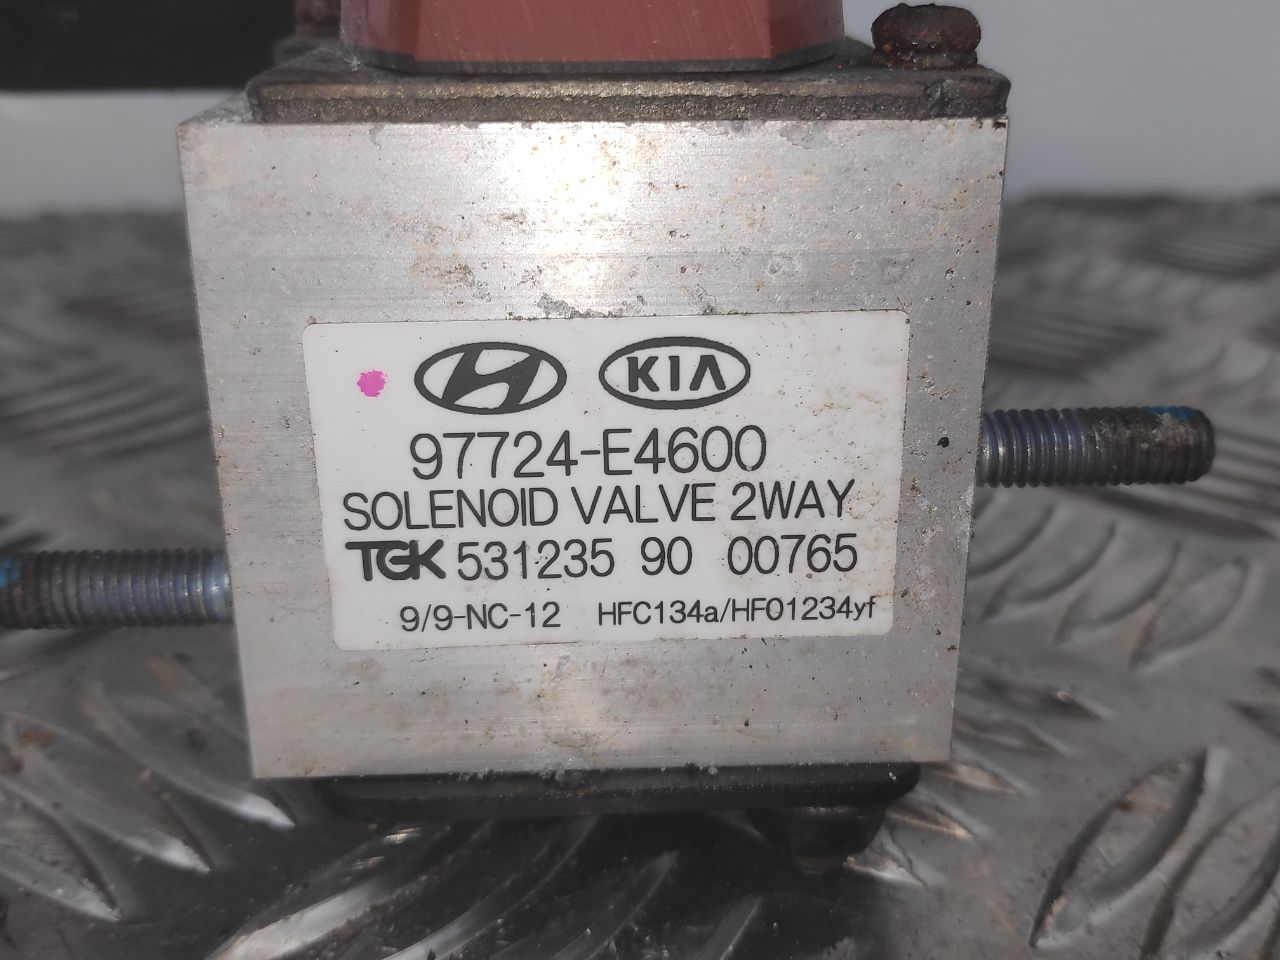 KIA
97724-E4600
SOLENOID VALVE 2WAY
TGK 531235 90 00765
9/9-NC-12 HFC134a/HFO1234yf